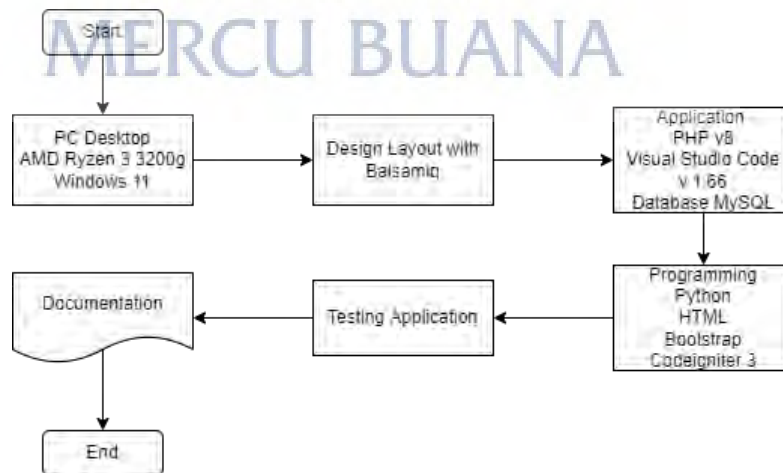 Start
MERCU BUANA
PC Desktop
AMD Ryzen 3 3200g
Windows 11
Design Layout with
Balsamiq
Application
PHP v8
Visual Studio Code
v 1.66
Database MySQL
Programming
Python
HTML
Bootstrap
Codeigniter 3
Testing Application
Documentation
End